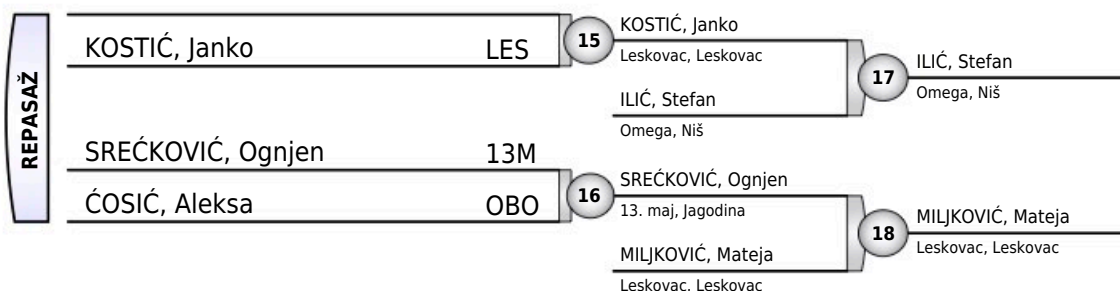 REPASAŽ
KOSTIĆ, Janko LES
SREĆKOVIĆ, Ognjen 13M
ĆOSIĆ, Aleksa OBO
15
KOSTIĆ, Janko
Leskovac, Leskovac
ILIĆ, Stefan
Omega, Niš
16
SREĆKOVIĆ, Ognjen
13. maj, Jagodina
MILJKOVIĆ, Mateja
Leskovac, Leskovac
17
ILIĆ, Stefan
Omega, Niš
18
MILJKOVIĆ, Mateja
Leskovac, Leskovac